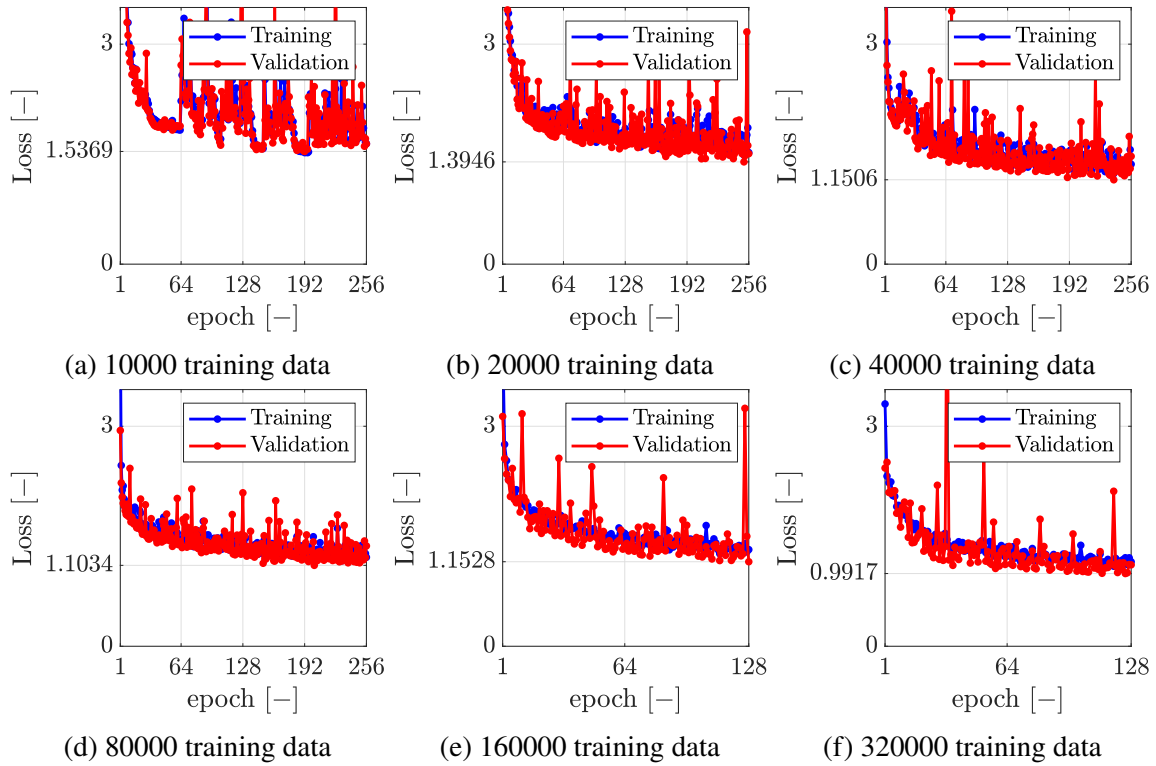 Loss [−]
3
1.5369
0
1 64 128 192 256
epoch [−]
Training
Validation
(a) 10000 training data
Loss [−]
3
1.3946
0
1 64 128 192 256
epoch [−]
Training
Validation
(b) 20000 training data
Loss [−]
3
1.1506
0
1 64 128 192 256
epoch [−]
Training
Validation
(c) 40000 training data
Loss [−]
3
1.1034
0
1 64 128 192 256
epoch [−]
Training
Validation
(d) 80000 training data
Loss [−]
3
1.1528
0
1 64 128
epoch [−]
Training
Validation
(e) 160000 training data
Loss [−]
3
0.9917
0
1 64 128
epoch [−]
Training
Validation
(f) 320000 training data